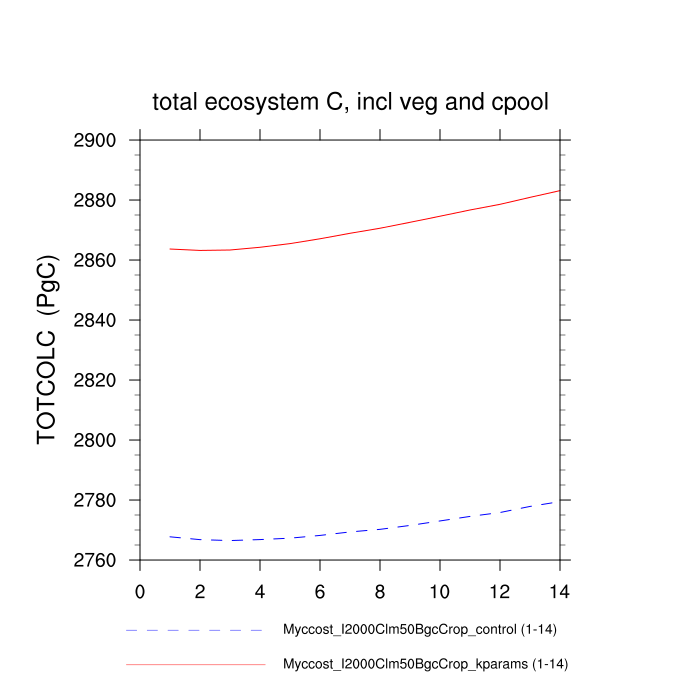 total ecosystem C, incl veg and cpool
TOTCOLC (PgC)
2900
2880
2860
2840
2820
2800
2780
2760
0 2 4 6 8 10 12 14
Myccost_I2000Clm50BgcCrop_control (1-14)
Myccost_I2000Clm50BgcCrop_kparams (1-14)